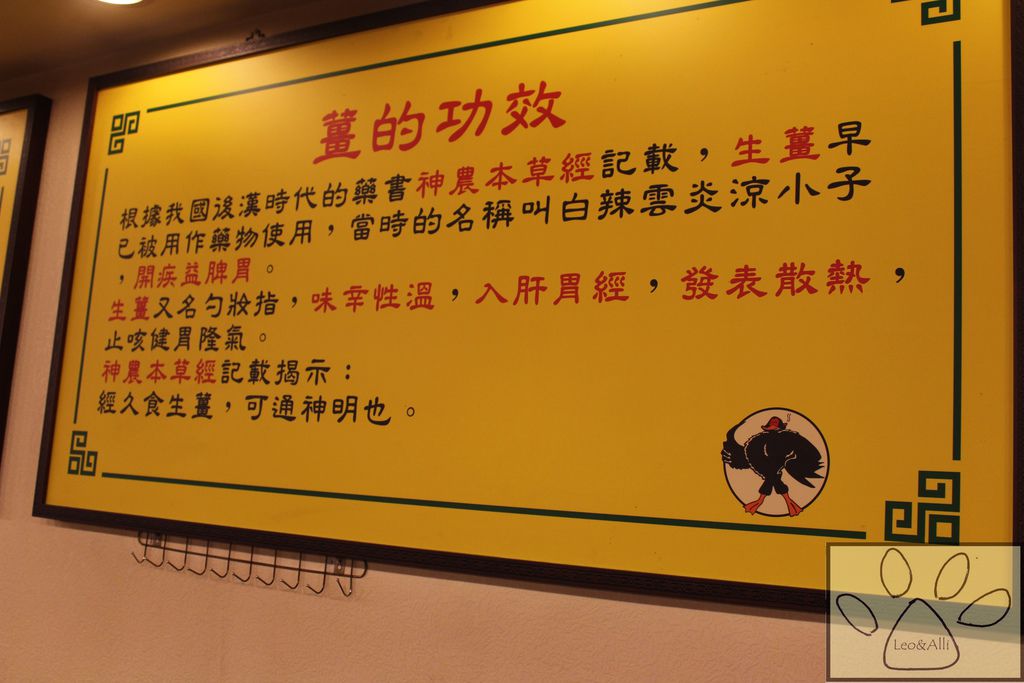 薑的功效
根據我國後漢時代的藥書神農本草經記載，生薑早
已被用作藥物使用，當時的名稱叫白辣雲炎涼小子
，開疾益脾胃。
生薑又名勻妝指，味辛性溫，入肝胃經，發表散熱，
止咳健胃隆氣。
神農本草經記載揭示：
經久食生薑，可通神明也。
Leo&Alli